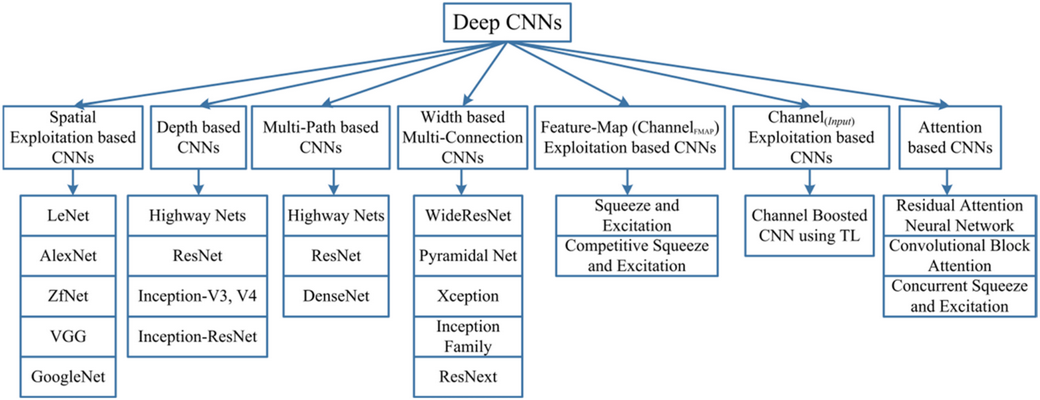 Deep CNNs
Spatial
Exploitation based
CNNs
Depth based
CNNs
Multi-Path based
CNNs
Width based
Multi-Connection
CNNs
Feature-Map (ChannelFMAP)
Exploitation based CNNs
Channel(Input)
Exploitation based
CNNs
Attention
based CNNs
LeNet
AlexNet
ZfNet
VGG
GoogleNet
Highway Nets
ResNet
Inception-V3, V4
Inception-ResNet
Highway Nets
ResNet
DenseNet
WideResNet
Pyramidal Net
Xception
Inception
Family
ResNext
Squeeze and
Excitation
Competitive Squeeze
and Excitation
Channel Boosted
CNN using TL
Residual Attention
Neural Network
Convolutional Block
Attention
Concurrent Squeeze
and Excitation